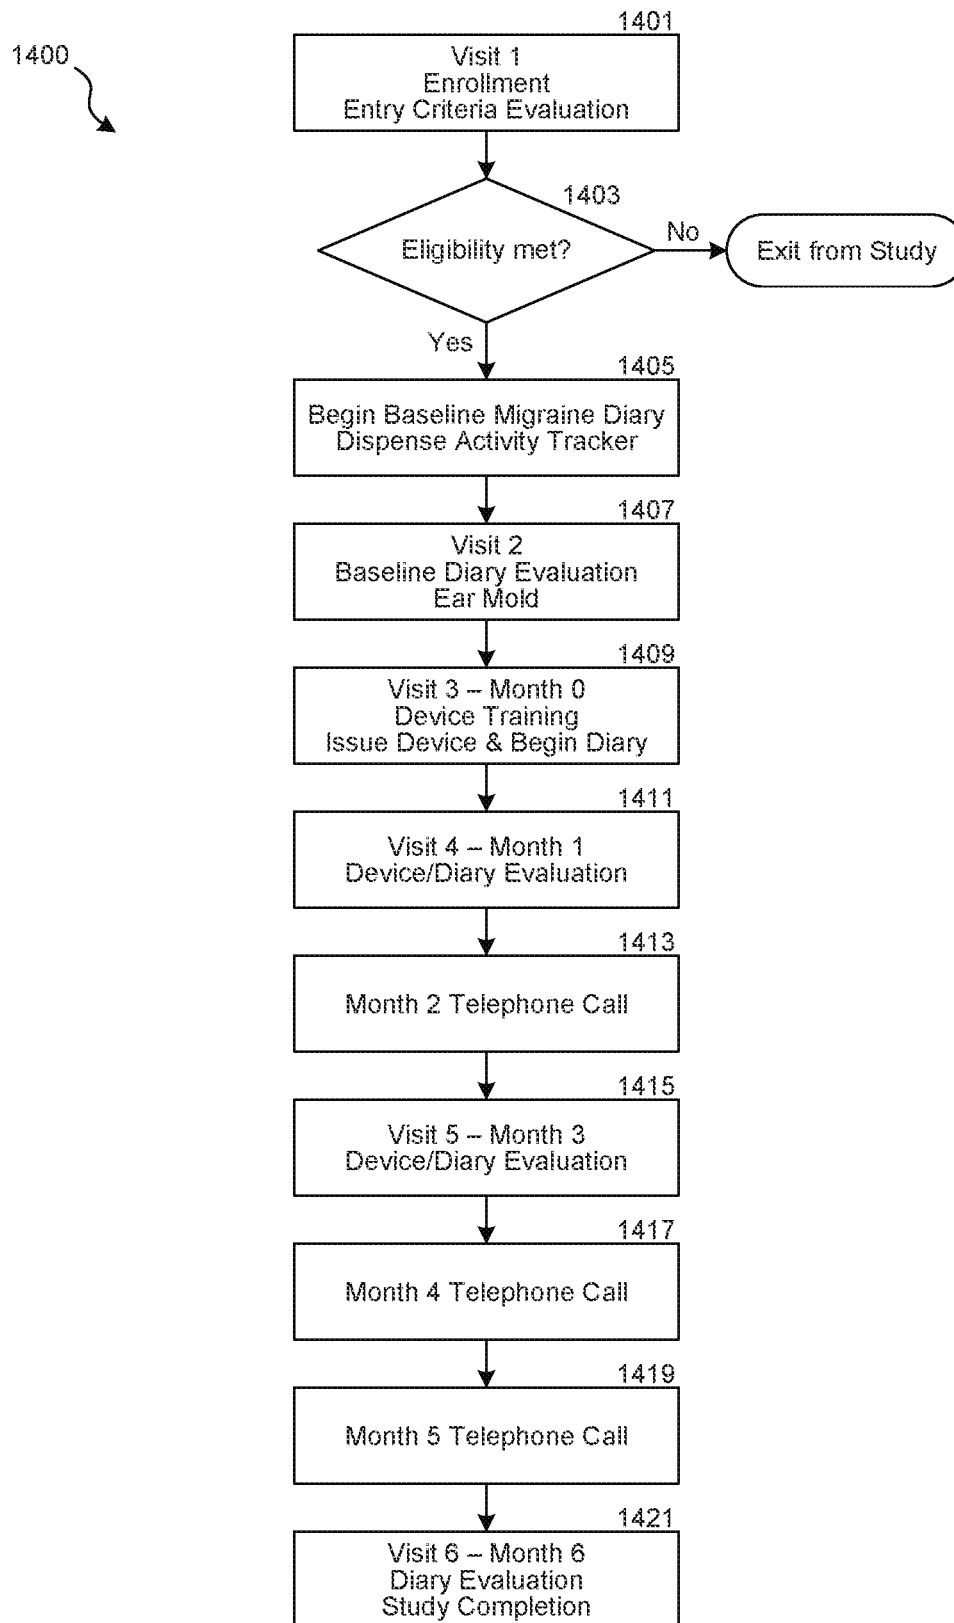 1400
1401
Visit 1
Enrollment
Entry Criteria Evaluation
1403
Eligibility met?
No
Exit from Study
Yes
1405
Begin Baseline Migraine Diary
Dispense Activity Tracker
1407
Visit 2
Baseline Diary Evaluation
Ear Mold
1409
Visit 3 – Month 0
Device Training
Issue Device & Begin Diary
1411
Visit 4 – Month 1
Device/Diary Evaluation
1413
Month 2 Telephone Call
1415
Visit 5 – Month 3
Device/Diary Evaluation
1417
Month 4 Telephone Call
1419
Month 5 Telephone Call
1421
Visit 6 – Month 6
Diary Evaluation
Study Completion